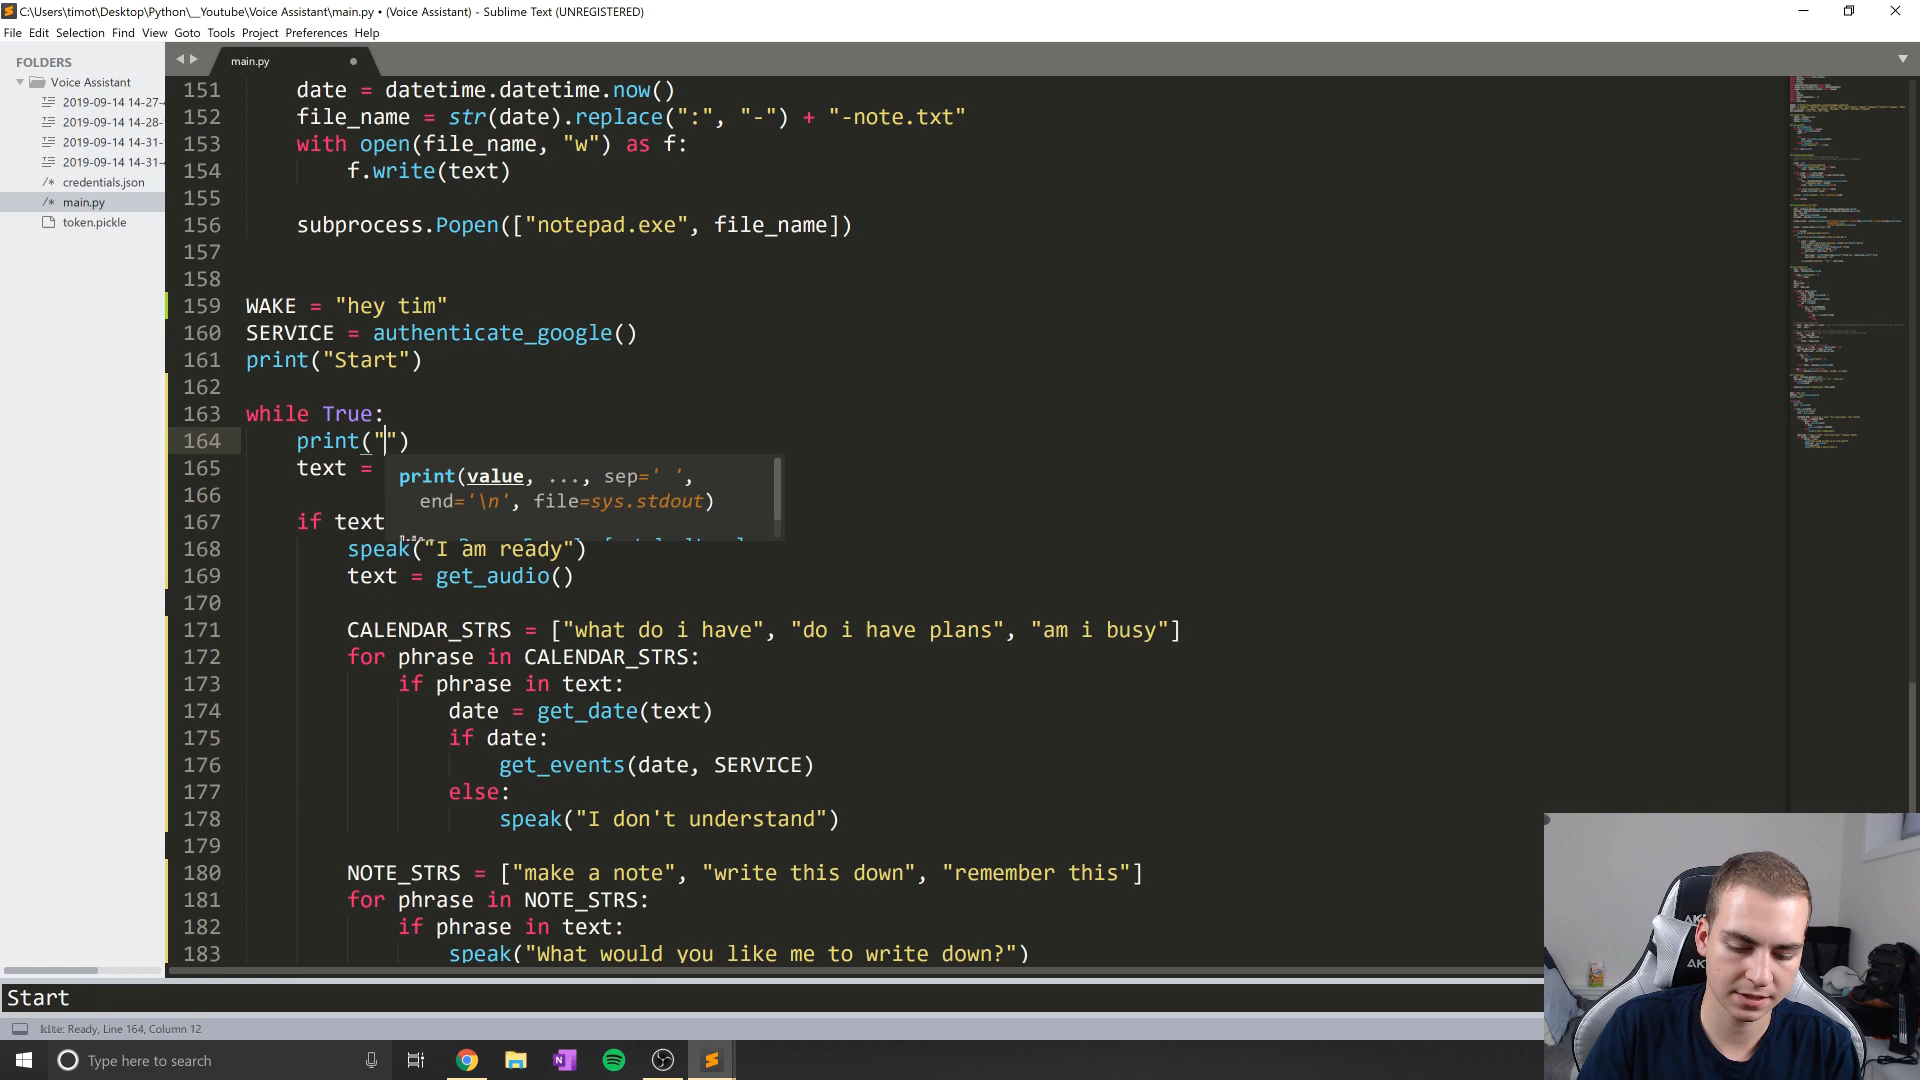 C:\Users\timot\Desktop\Python\__Youtube\Voice Assistant\main.py • (Voice Assistant) - Sublime Text (UNREGISTERED)
File Edit Selection Find View Goto Tools Project Preferences Help
FOLDERS
Voice Assistant
2019-09-14 14-27-
2019-09-14 14-28-
2019-09-14 14-31-
2019-09-14 14-31-
credentials.json
main.py
token.pickle
main.py
151 date = datetime.datetime.now()
152 file_name = str(date).replace(":", "-") + "-note.txt"
153 with open(file_name, "w") as f:
154 f.write(text)
155
156 subprocess.Popen(["notepad.exe", file_name])
157
158
159 WAKE = "hey tim"
160 SERVICE = authenticate_google()
161 print("Start")
162
163 while True:
164 print("")
165 text =
print(value, ..., sep=' ',
end='\n', file=sys.stdout)
166
167 if text
168 speak("I am ready")
169 text = get_audio()
170
171 CALENDAR_STRS = ["what do i have", "do i have plans", "am i busy"]
172 for phrase in CALENDAR_STRS:
173 if phrase in text:
174 date = get_date(text)
175 if date:
176 get_events(date, SERVICE)
177 else:
178 speak("I don't understand")
179
180 NOTE_STRS = ["make a note", "write this down", "remember this"]
181 for phrase in NOTE_STRS:
182 if phrase in text:
183 speak("What would you like me to write down?")
Start
kite: Ready, Line 164, Column 12
Type here to search